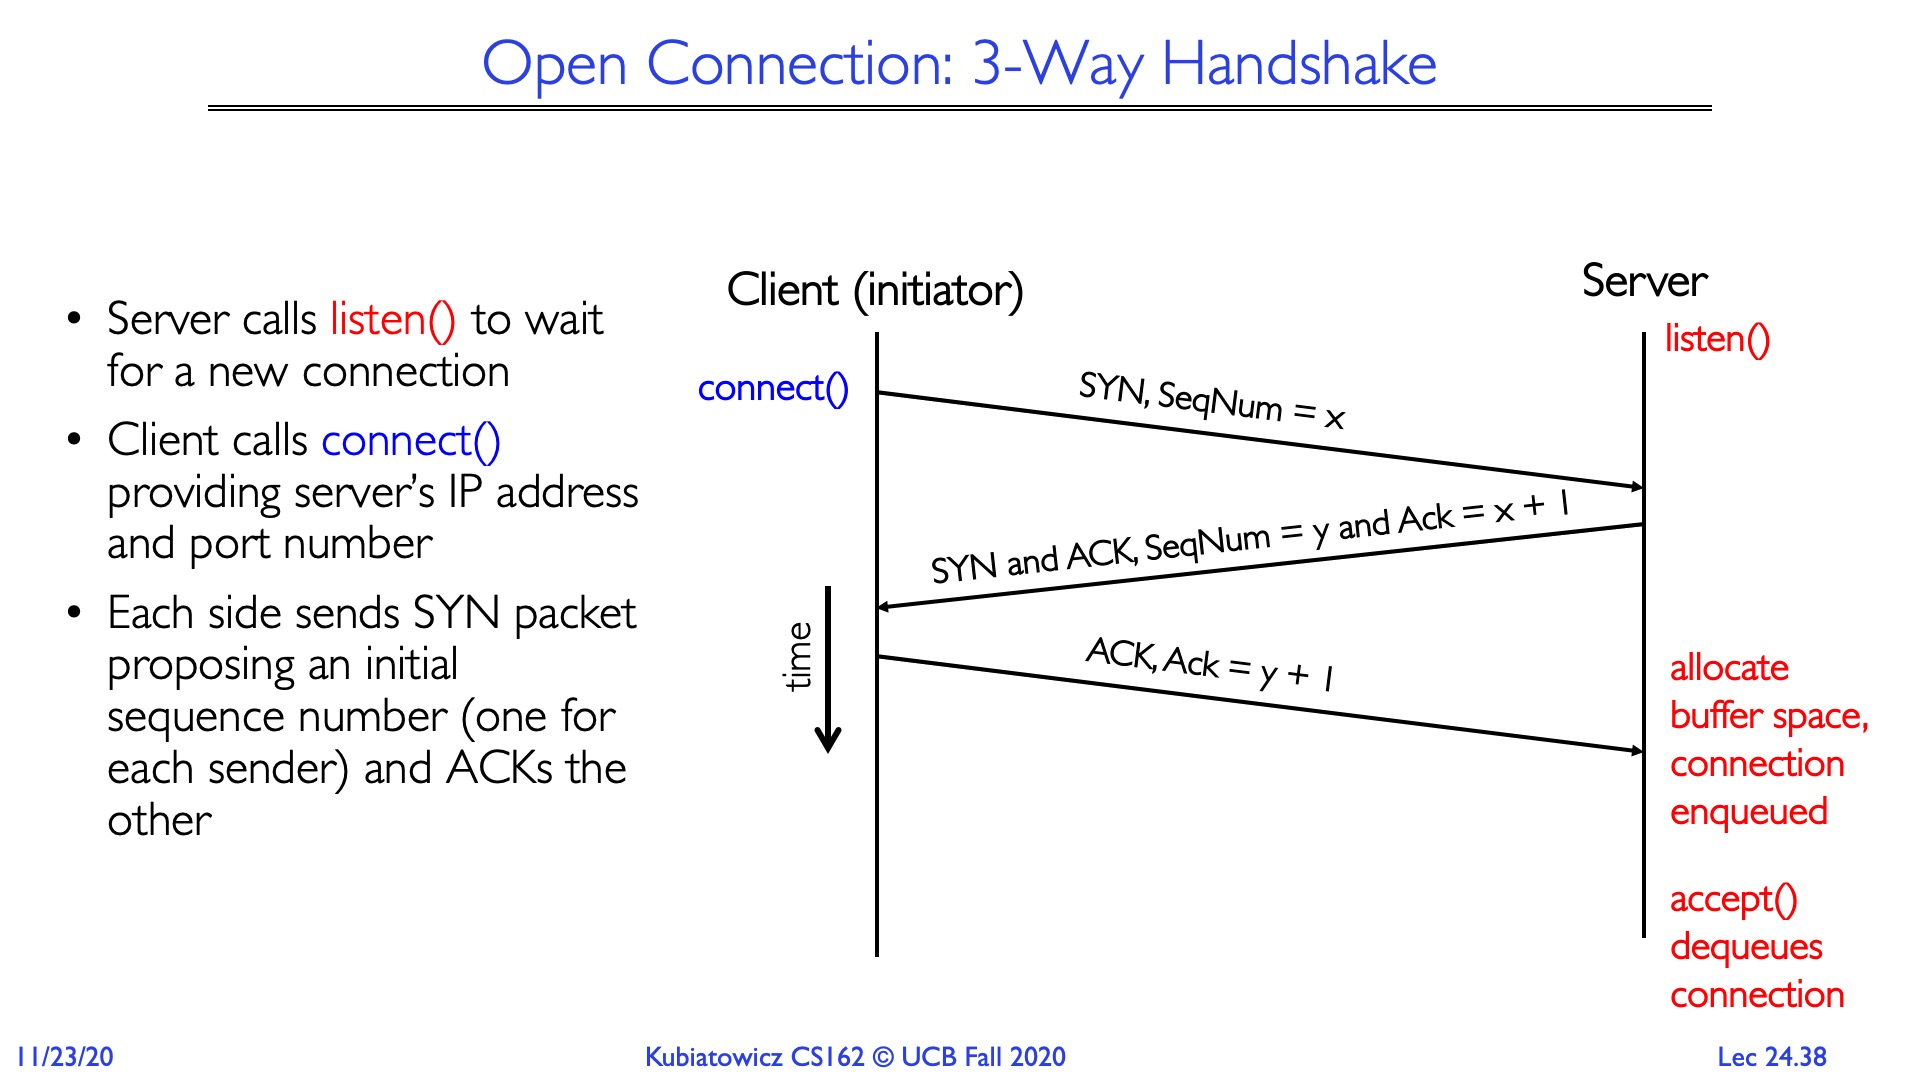 Open Connection: 3-Way Handshake
• Server calls listen() to wait
for a new connection
• Client calls connect()
providing server's IP address
and port number
• Each side sends SYN packet
proposing an initial
sequence number (one for
each sender) and ACKs the
other
Client (initiator)
Server
listen()
connect()
SYN, SeqNum = x
SYN and ACK, SeqNum = y and Ack = x + 1
time
ACK, Ack = y + 1
allocate
buffer space,
connection
enqueued
accept()
dequeues
connection
11/23/20
Kubiatowicz CS162 © UCB Fall 2020
Lec 24.38